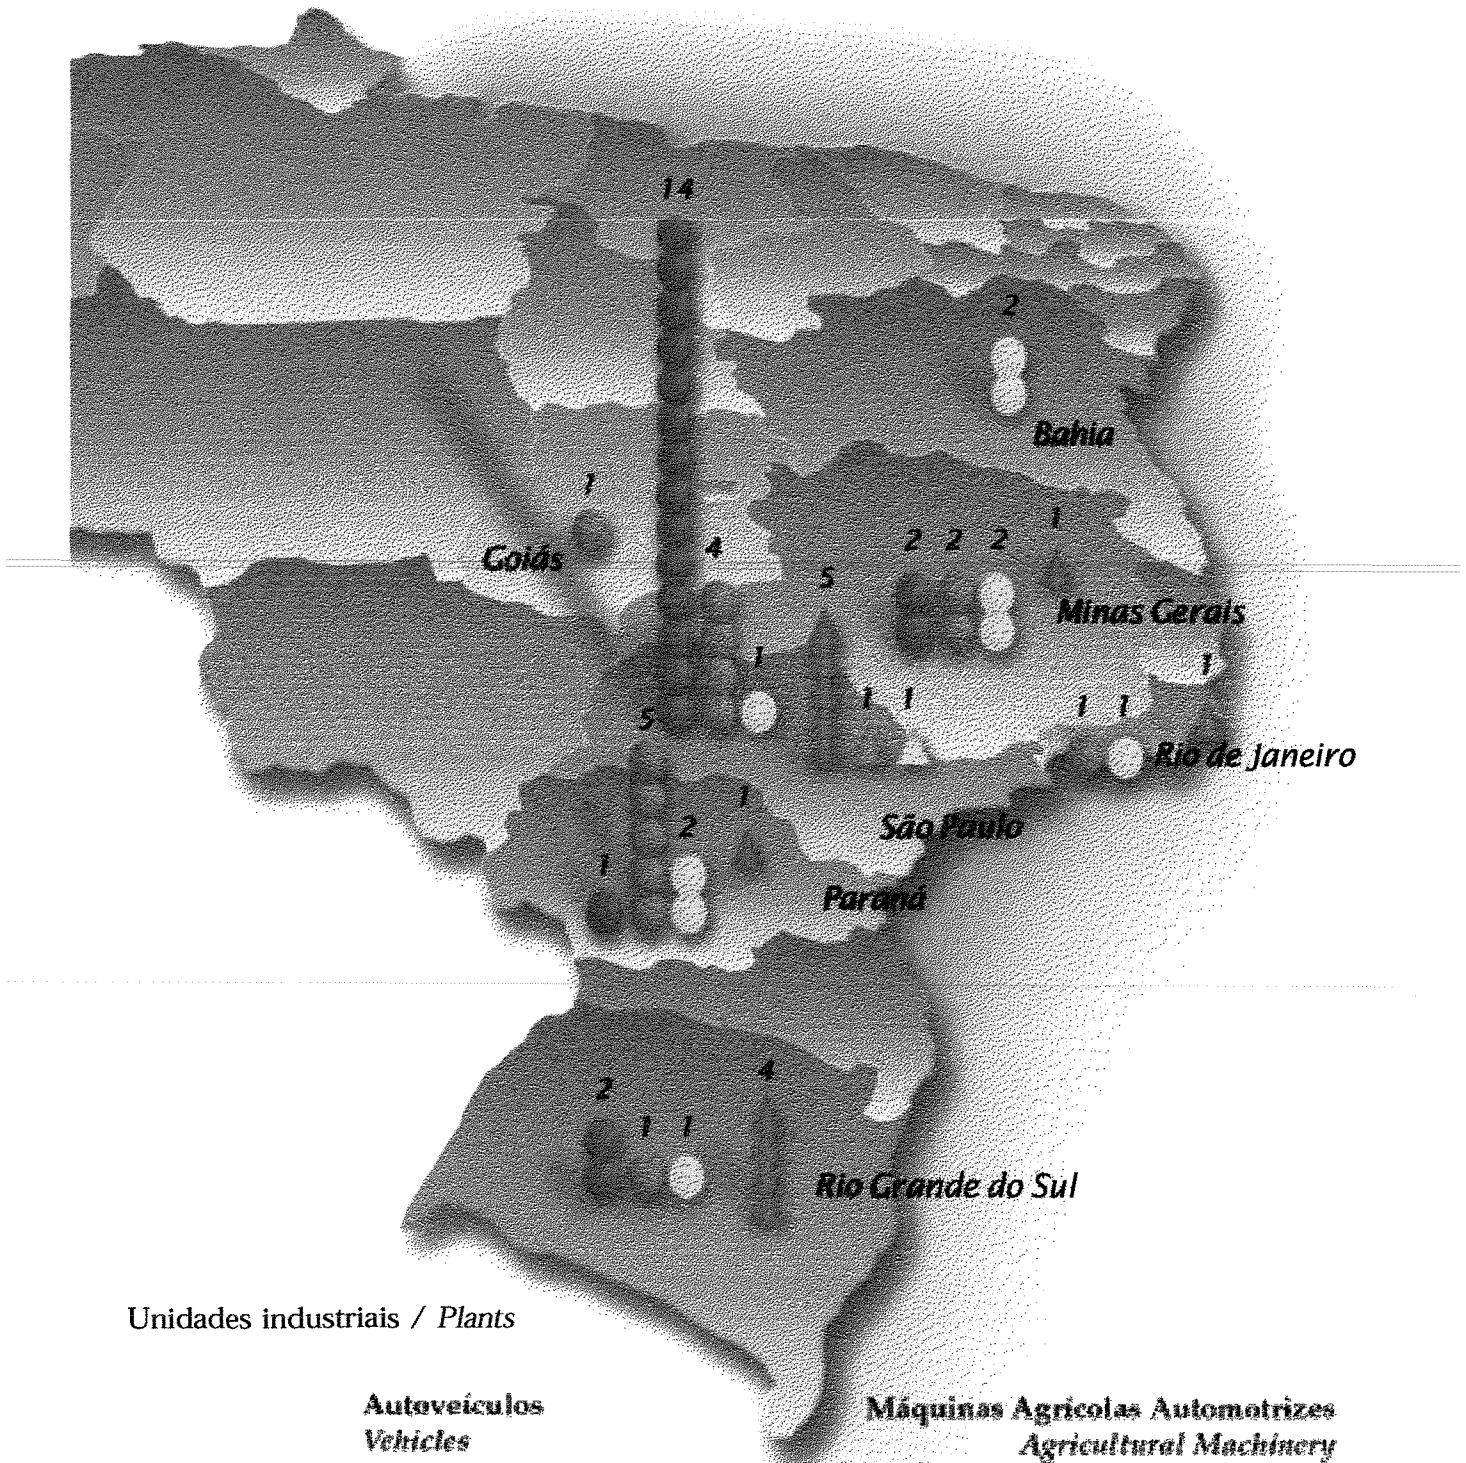 14
2
Bahia
1
Goiás
4
5
2 2 2
1
Minas Gerais
1
1
5
1 1
1 1
Rio de Janeiro
São Paulo
1
2
1
Paraná
2
1 1
4
Rio Grande do Sul
Unidades industriais / Plants
Autoveículos
Vehicles
Máquinas Agrícolas Automotrizes
Agricultural Machinery